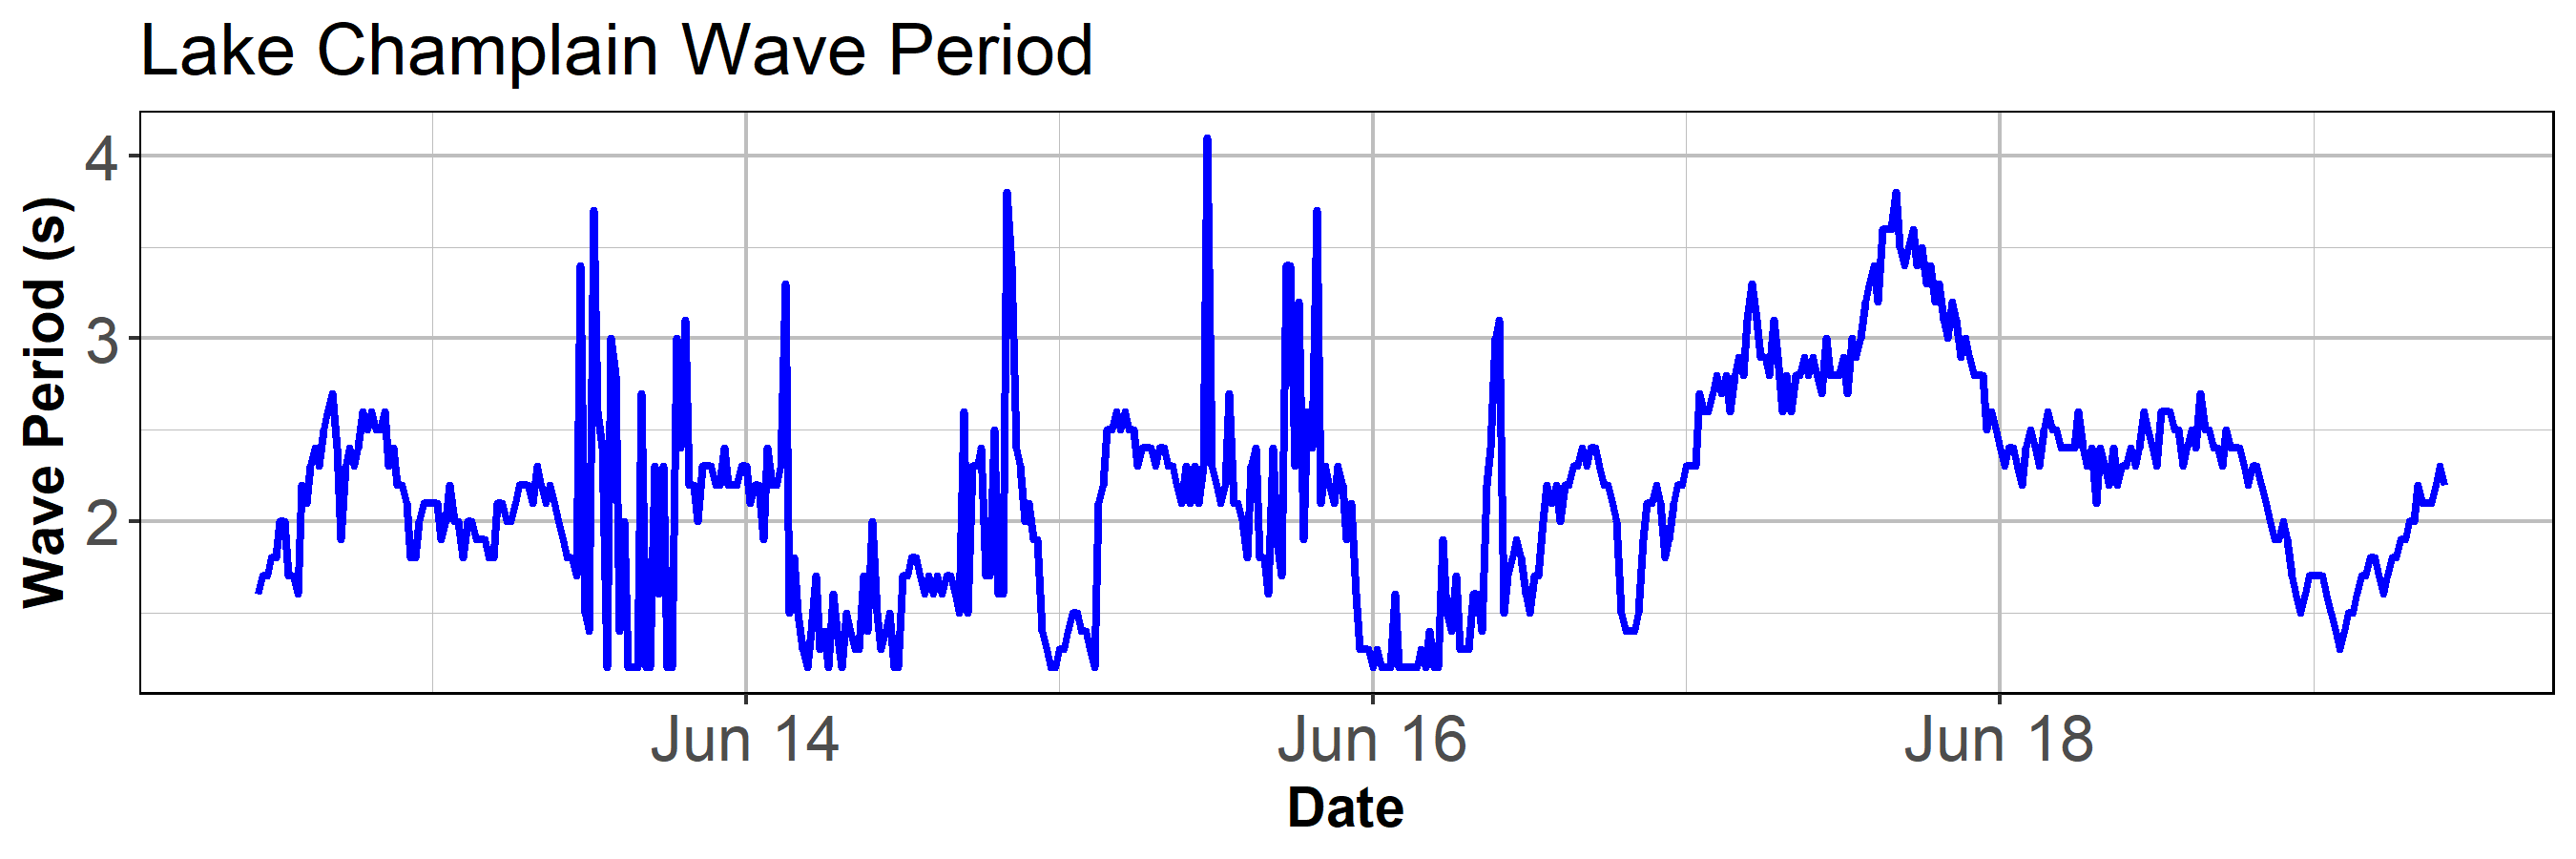 Lake Champlain Wave Period
Wave Period (s)
4
3
2
Jun 14
Jun 16
Jun 18
Date